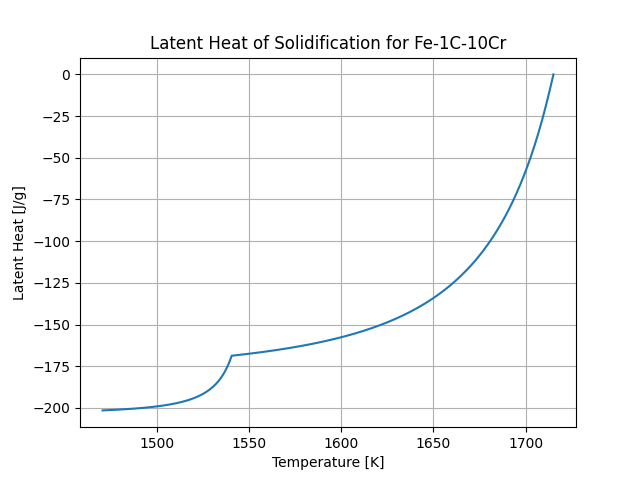 Latent Heat of Solidification for Fe-1C-10Cr
Latent Heat [J/g]
0
−25
−50
−75
−100
−125
−150
−175
−200
1500 1550 1600 1650 1700
Temperature [K]